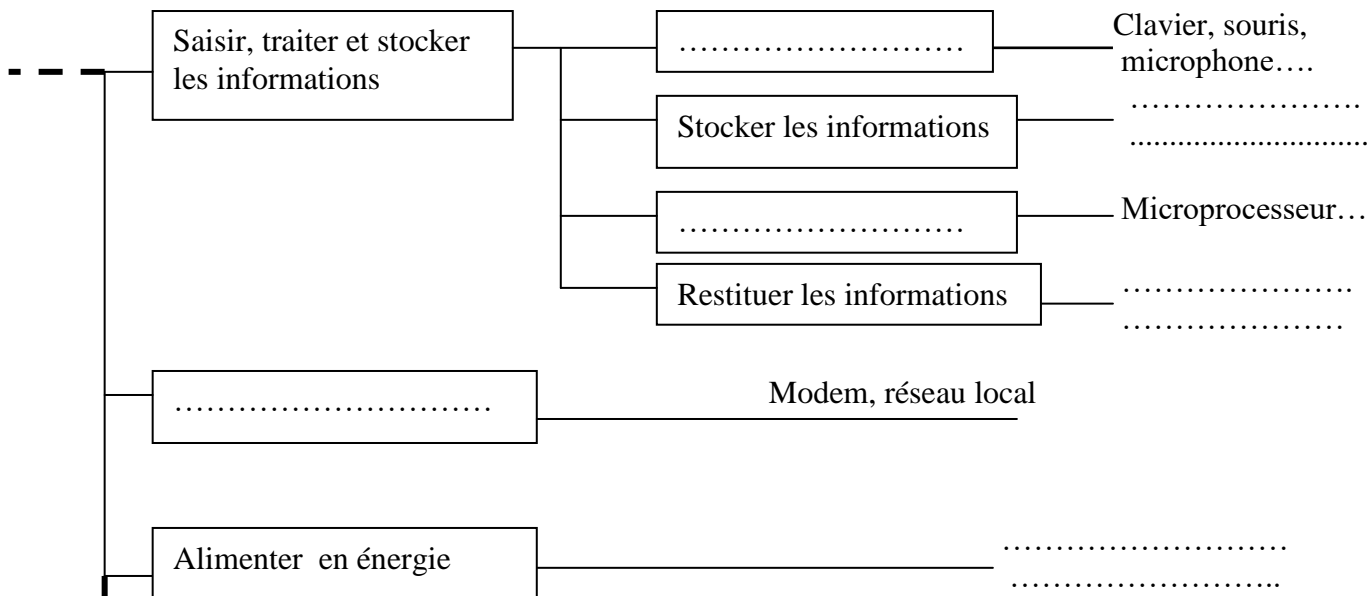 Saisir, traiter et stocker
les informations
………………………
Clavier, souris,
microphone….
………………….
..............................
Stocker les informations
………………………
Microprocesseur…
Restituer les informations
………………….
…………………
…………………………
Modem, réseau local
Alimenter en énergie
………………………
……………………..